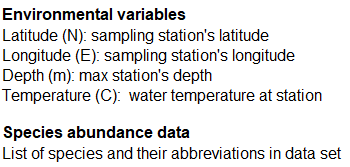 Environmental variables
Latitude (N): sampling station's latitude
Longitude (E): sampling station's longitude
Depth (m): max station's depth
Temperature (C):  water temperature at station
Species abundance data
List of species and their abbreviations in data set